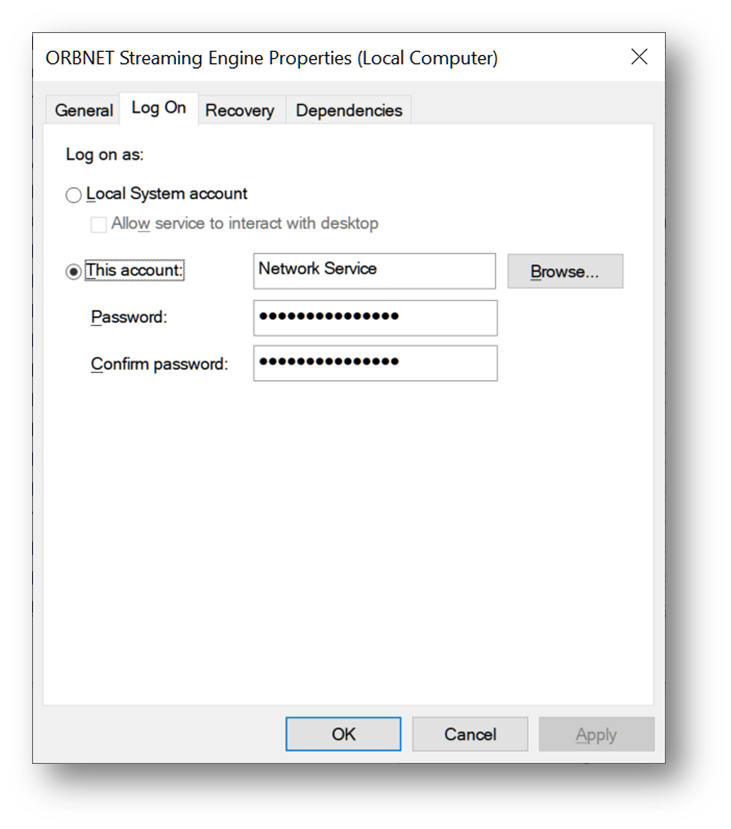 ORBNET Streaming Engine Properties (Local Computer)
General Log On Recovery Dependencies
Log on as:
Local System account
Allow service to interact with desktop
This account: Network Service Browse...
Password: •••••••••••••••
Confirm password: •••••••••••••••
OK Cancel Apply